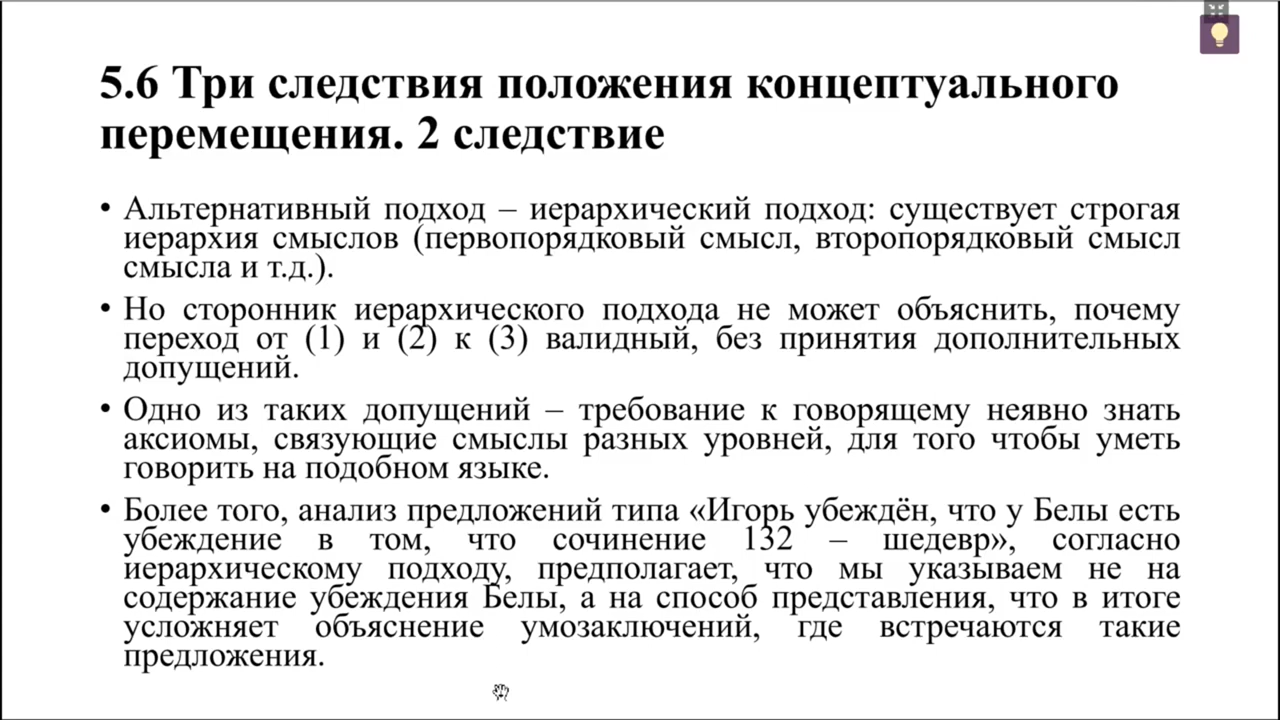 5.6 Три следствия положения концептуального
перемещения. 2 следствие
• Альтернативный подход – иерархический подход: существует строгая
иерархия смыслов (первопорядковый смысл, второпорядковый смысл
смысла и т.д.).
• Но сторонник иерархического подхода не может объяснить, почему
переход от (1) и (2) к (3) валидный, без принятия дополнительных
допущений.
• Одно из таких допущений – требование к говорящему неявно знать
аксиомы, связующие смыслы разных уровней, для того чтобы уметь
говорить на подобном языке.
• Более того, анализ предложений типа «Игорь убеждён, что у Белы есть
убеждение в том, что сочинение 132 – шедевр», согласно
иерархическому подходу, предполагает, что мы указываем не на
содержание убеждения Белы, а на способ представления, что в итоге
усложняет объяснение умозаключений, где встречаются такие
предложения.